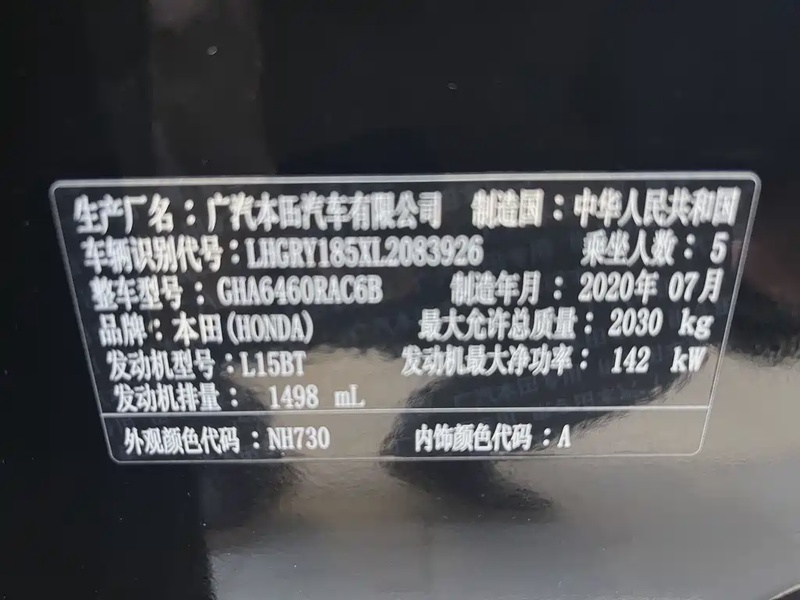 生产厂名：广汽本田汽车有限公司 制造国：中华人民共和国
车辆识别代号：LHGRY185XL2083926 乘坐人数：5
整车型号：GHA6460RAC6B 制造年月：2020年07月
品牌：本田(HONDA) 最大允许总质量：2030 kg
发动机型号：L15BT 发动机最大净功率：142 kW
发动机排量：1498 mL
外观颜色代码：NH730 内饰颜色代码：A